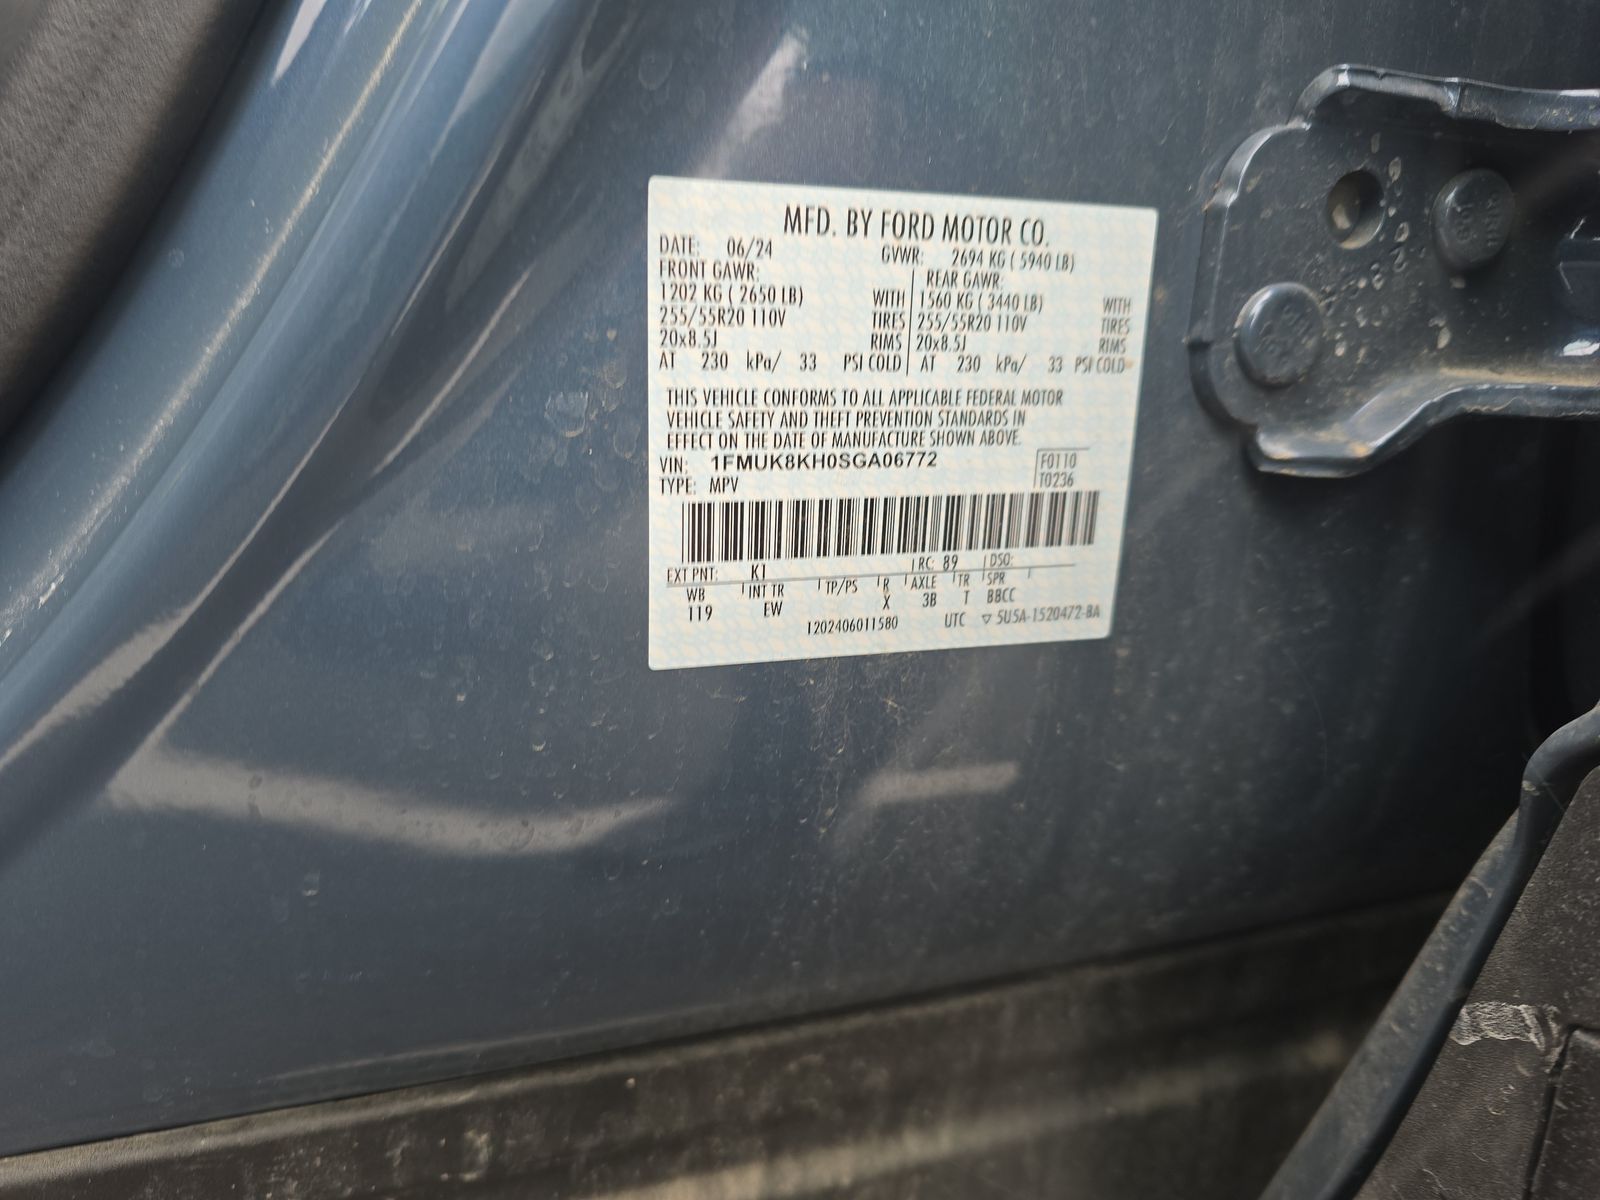 MFD. BY FORD MOTOR CO.
DATE: 06/24 GVWR: 2694 KG ( 5940 LB)
FRONT GAWR: REAR GAWR:
1202 KG ( 2650 LB) WITH 1560 KG ( 3440 LB) WITH
255/55R20 110V TIRES 255/55R20 110V TIRES
20x8.5J RIMS 20x8.5J RIMS
AT 230 kPa/ 33 PSI COLD AT 230 kPa/ 33 PSI COLD
THIS VEHICLE CONFORMS TO ALL APPLICABLE FEDERAL MOTOR
VEHICLE SAFETY AND THEFT PREVENTION STANDARDS IN
EFFECT ON THE DATE OF MANUFACTURE SHOWN ABOVE.
VIN: 1FMUK8KH0SGA06772 F0110
TYPE: MPV T0236
EXT PNT: K1 RC: 89 DSO:
WB INT TR TP/PS R AXLE TR SPR
119 EW X 3B T BBCC
1202406011580 UTC ▽ 5U5A-1520472-BA